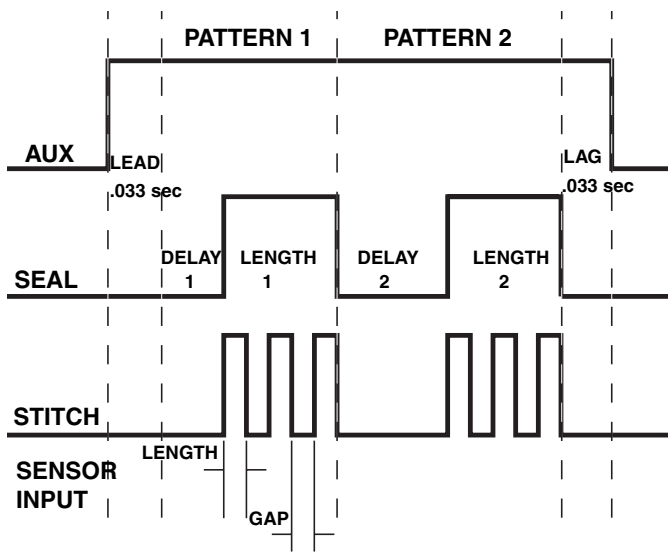 PATTERN 1 PATTERN 2
AUX
LEAD
.033 sec
LAG
.033 sec
SEAL
DELAY
1
LENGTH
1
DELAY
2
LENGTH
2
STITCH
LENGTH
SENSOR
INPUT
GAP